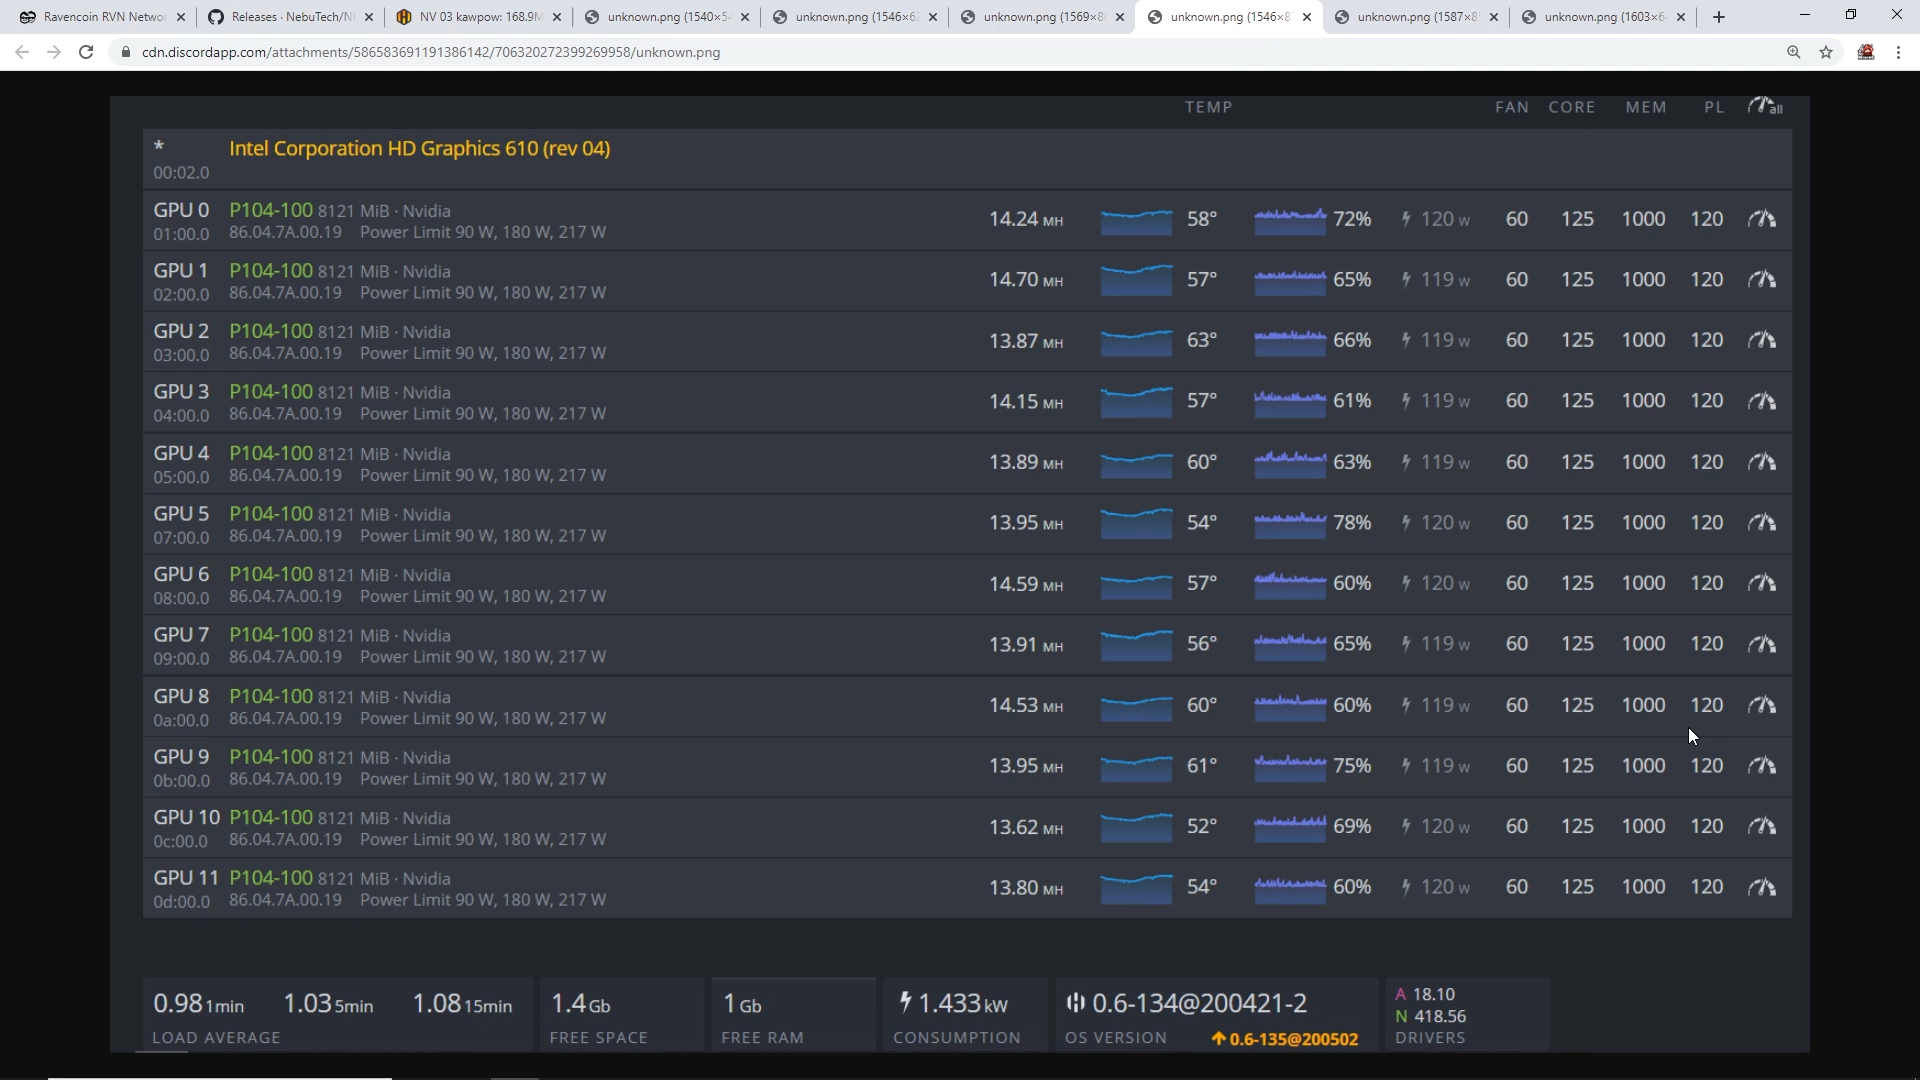 Ravencoin RVN Networ
Releases · NebuTech/N
NV 03 kawpow: 168.9M
unknown.png (1540×5
unknown.png (1546×6
unknown.png (1569×8
unknown.png (1546×8
unknown.png (1587×8
unknown.png (1603×6
cdn.discordapp.com/attachments/586583691191386142/706320272399269958/unknown.png
TEMP FAN CORE MEM PL all
* Intel Corporation HD Graphics 610 (rev 04)
00:02.0
GPU 0 P104-100 8121 MiB · Nvidia 14.24 MH 58° 72% 120 W 60 125 1000 120
01:00.0 86.04.7A.00.19 Power Limit 90 W, 180 W, 217 W
GPU 1 P104-100 8121 MiB · Nvidia 14.70 MH 57° 65% 119 W 60 125 1000 120
02:00.0 86.04.7A.00.19 Power Limit 90 W, 180 W, 217 W
GPU 2 P104-100 8121 MiB · Nvidia 13.87 MH 63° 66% 119 W 60 125 1000 120
03:00.0 86.04.7A.00.19 Power Limit 90 W, 180 W, 217 W
GPU 3 P104-100 8121 MiB · Nvidia 14.15 MH 57° 61% 119 W 60 125 1000 120
04:00.0 86.04.7A.00.19 Power Limit 90 W, 180 W, 217 W
GPU 4 P104-100 8121 MiB · Nvidia 13.89 MH 60° 63% 119 W 60 125 1000 120
05:00.0 86.04.7A.00.19 Power Limit 90 W, 180 W, 217 W
GPU 5 P104-100 8121 MiB · Nvidia 13.95 MH 54° 78% 120 W 60 125 1000 120
07:00.0 86.04.7A.00.19 Power Limit 90 W, 180 W, 217 W
GPU 6 P104-100 8121 MiB · Nvidia 14.59 MH 57° 60% 120 W 60 125 1000 120
08:00.0 86.04.7A.00.19 Power Limit 90 W, 180 W, 217 W
GPU 7 P104-100 8121 MiB · Nvidia 13.91 MH 56° 65% 119 W 60 125 1000 120
09:00.0 86.04.7A.00.19 Power Limit 90 W, 180 W, 217 W
GPU 8 P104-100 8121 MiB · Nvidia 14.53 MH 60° 60% 119 W 60 125 1000 120
0a:00.0 86.04.7A.00.19 Power Limit 90 W, 180 W, 217 W
GPU 9 P104-100 8121 MiB · Nvidia 13.95 MH 61° 75% 119 W 60 125 1000 120
0b:00.0 86.04.7A.00.19 Power Limit 90 W, 180 W, 217 W
GPU 10 P104-100 8121 MiB · Nvidia 13.62 MH 52° 69% 120 W 60 125 1000 120
0c:00.0 86.04.7A.00.19 Power Limit 90 W, 180 W, 217 W
GPU 11 P104-100 8121 MiB · Nvidia 13.80 MH 54° 60% 120 W 60 125 1000 120
0d:00.0 86.04.7A.00.19 Power Limit 90 W, 180 W, 217 W
0.98 1min 1.03 5min 1.08 15min
LOAD AVERAGE
1.4 Gb
FREE SPACE
1 Gb
FREE RAM
1.433 kW
CONSUMPTION
0.6-134@200421-2
OS VERSION 0.6-135@200502
A 18.10
N 418.56
DRIVERS